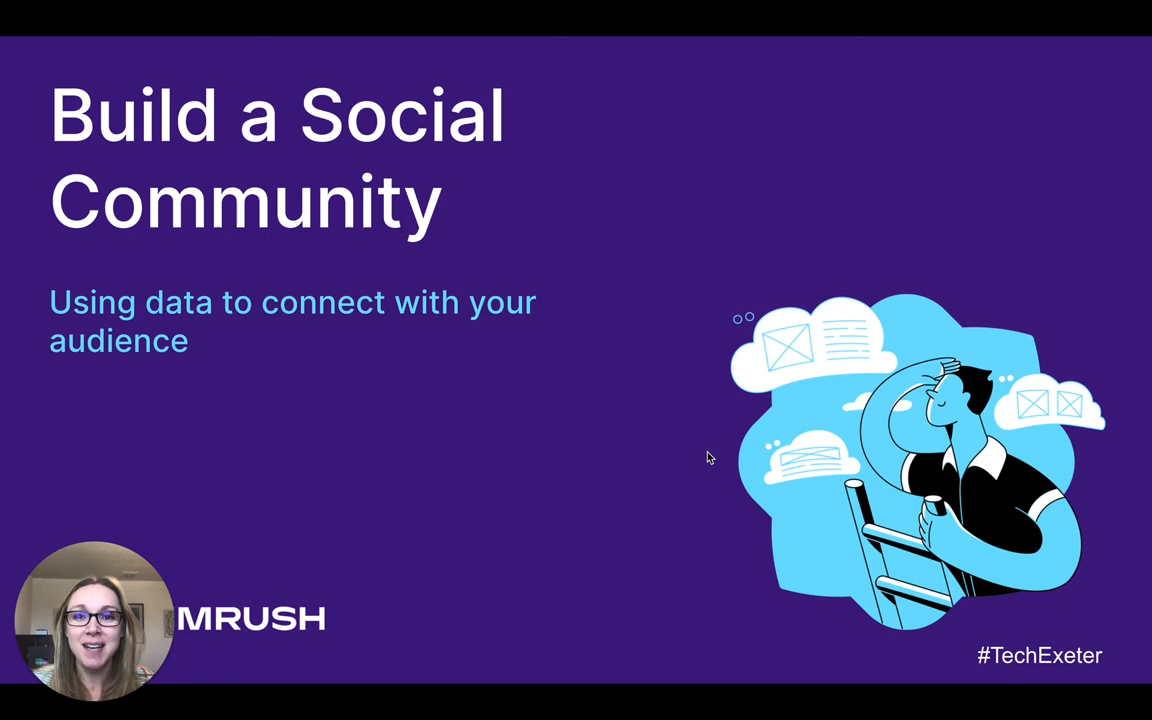 Build a Social
Community
Using data to connect with your
audience
MRUSH
#TechExeter